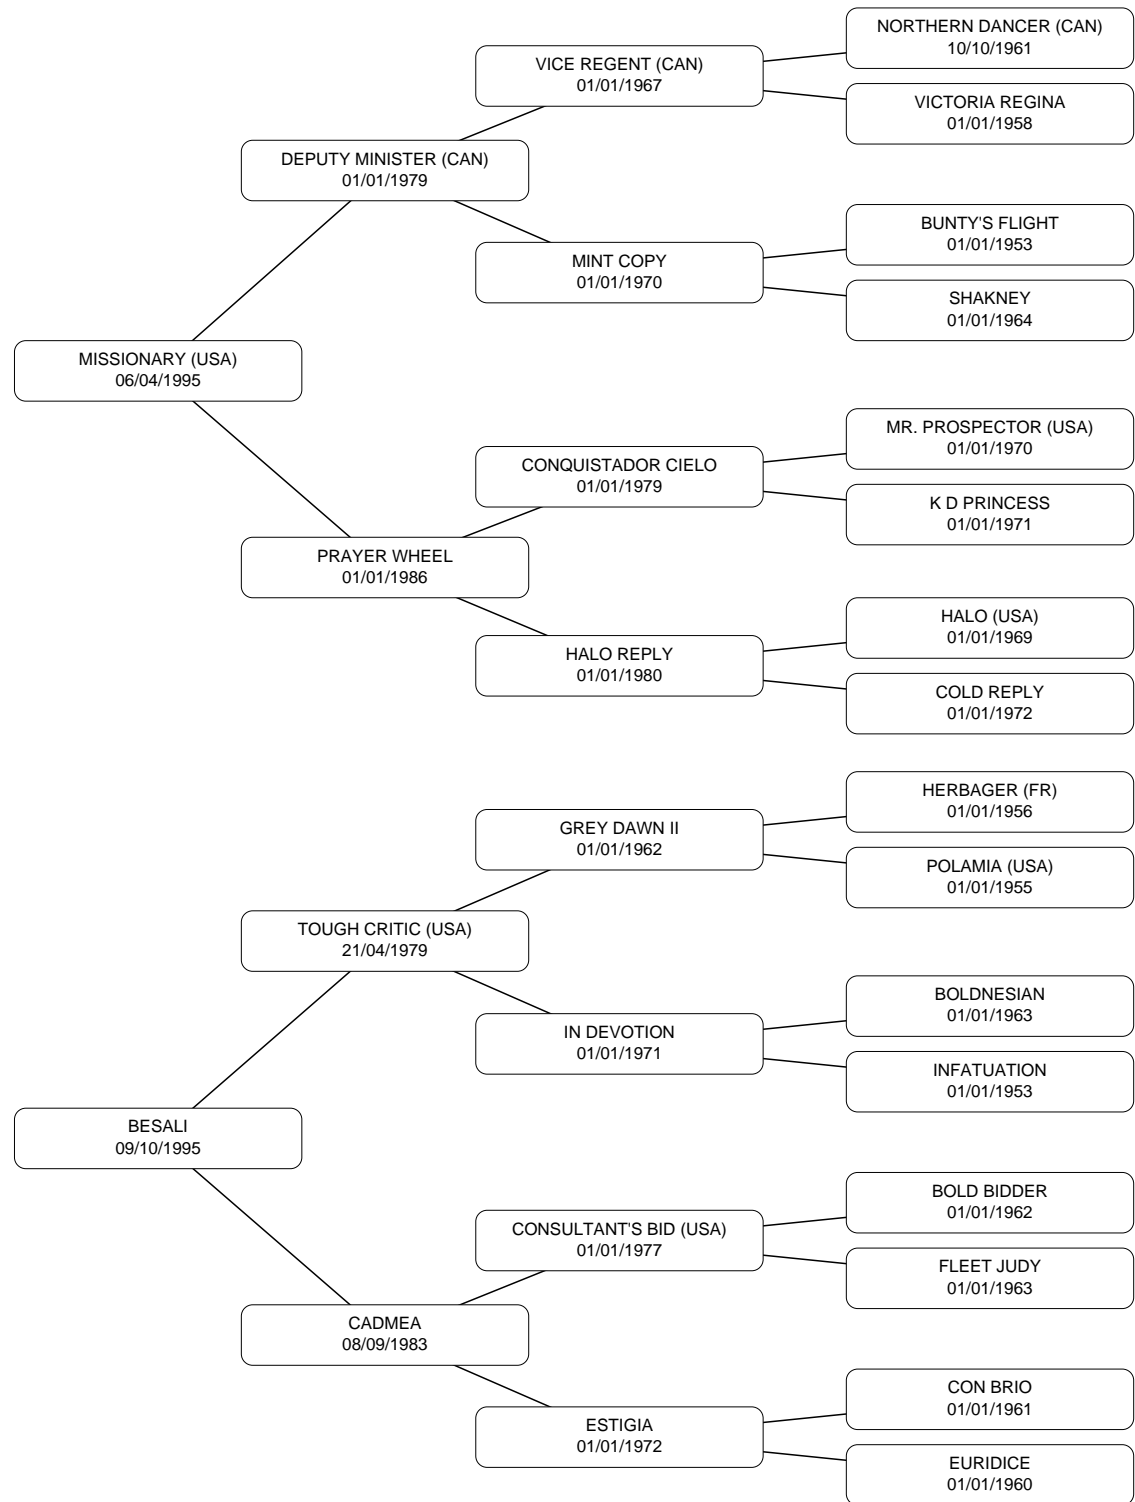 NORTHERN DANCER (CAN)
10/10/1961
VICE REGENT (CAN)
01/01/1967
VICTORIA REGINA
01/01/1958
DEPUTY MINISTER (CAN)
01/01/1979
BUNTY'S FLIGHT
01/01/1953
MINT COPY
01/01/1970
SHAKNEY
01/01/1964
MISSIONARY (USA)
06/04/1995
MR. PROSPECTOR (USA)
01/01/1970
CONQUISTADOR CIELO
01/01/1979
K D PRINCESS
01/01/1971
PRAYER WHEEL
01/01/1986
HALO (USA)
01/01/1969
HALO REPLY
01/01/1980
COLD REPLY
01/01/1972
HERBAGER (FR)
01/01/1956
GREY DAWN II
01/01/1962
POLAMIA (USA)
01/01/1955
TOUGH CRITIC (USA)
21/04/1979
BOLDNESIAN
01/01/1963
IN DEVOTION
01/01/1971
INFATUATION
01/01/1953
BESALI
09/10/1995
BOLD BIDDER
01/01/1962
CONSULTANT'S BID (USA)
01/01/1977
FLEET JUDY
01/01/1963
CADMEA
08/09/1983
CON BRIO
01/01/1961
ESTIGIA
01/01/1972
EURIDICE
01/01/1960